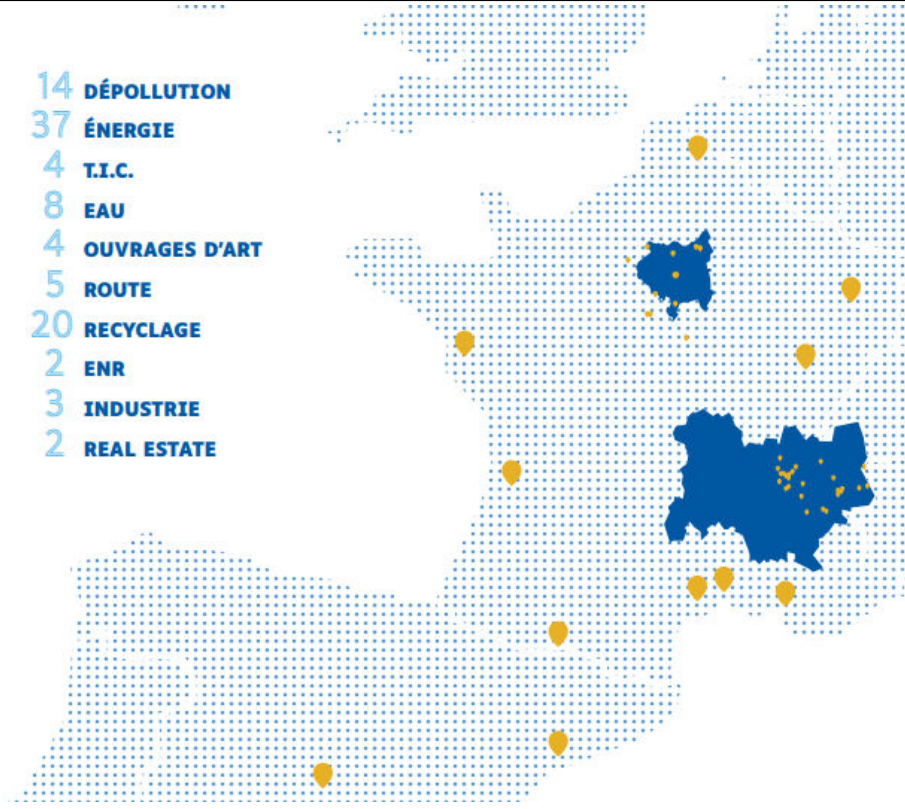 14 DÉPOLLUTION
37 ÉNERGIE
4 T.I.C.
8 EAU
4 OUVRAGES D'ART
5 ROUTE
20 RECYCLAGE
2 ENR
3 INDUSTRIE
2 REAL ESTATE